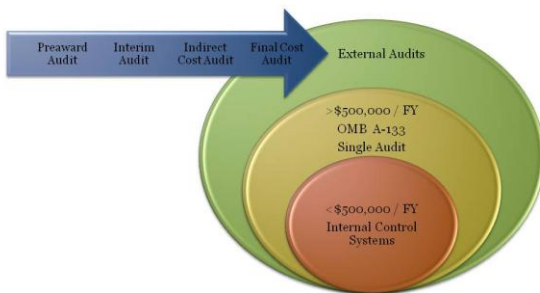 Preaward Audit
Interim Audit
Indirect Cost Audit
Final Cost Audit
External Audits
>$500,000 / FY
OMB A-133
Single Audit
<$500,000 / FY
Internal Control
Systems